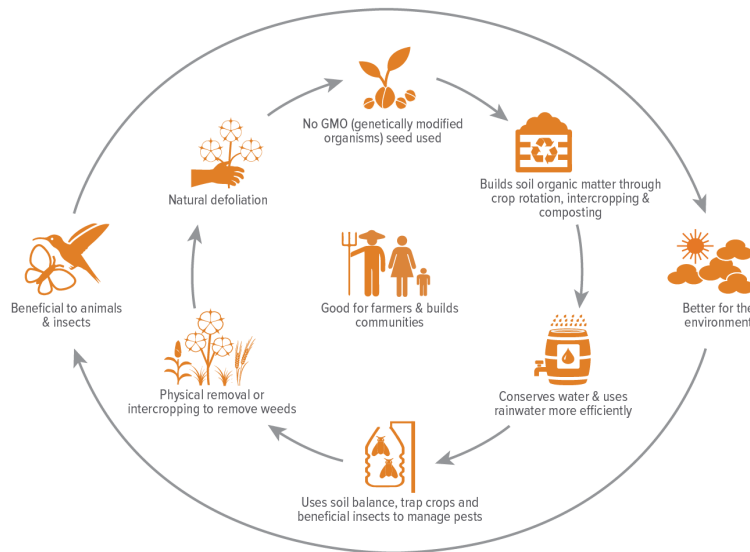 No GMO (genetically modified
organisms) seed used
Builds soil organic matter through
crop rotation, intercropping &
composting
Better for the
environment
Conserves water & uses
rainwater more efficiently
Uses soil balance, trap crops and
beneficial insects to manage pests
Physical removal or
intercropping to remove weeds
Natural defoliation
Beneficial to animals
& insects
Good for farmers & builds
communities